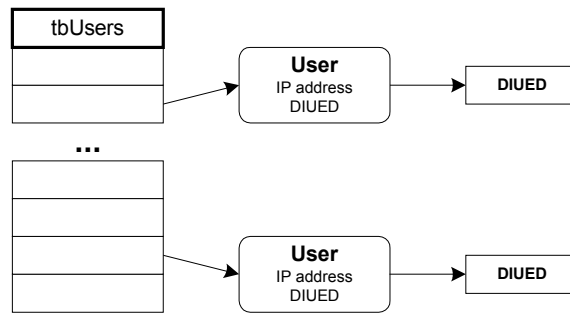 tbUsers
User
IP address
DIUED
DIUED
...
User
IP address
DIUED
DIUED